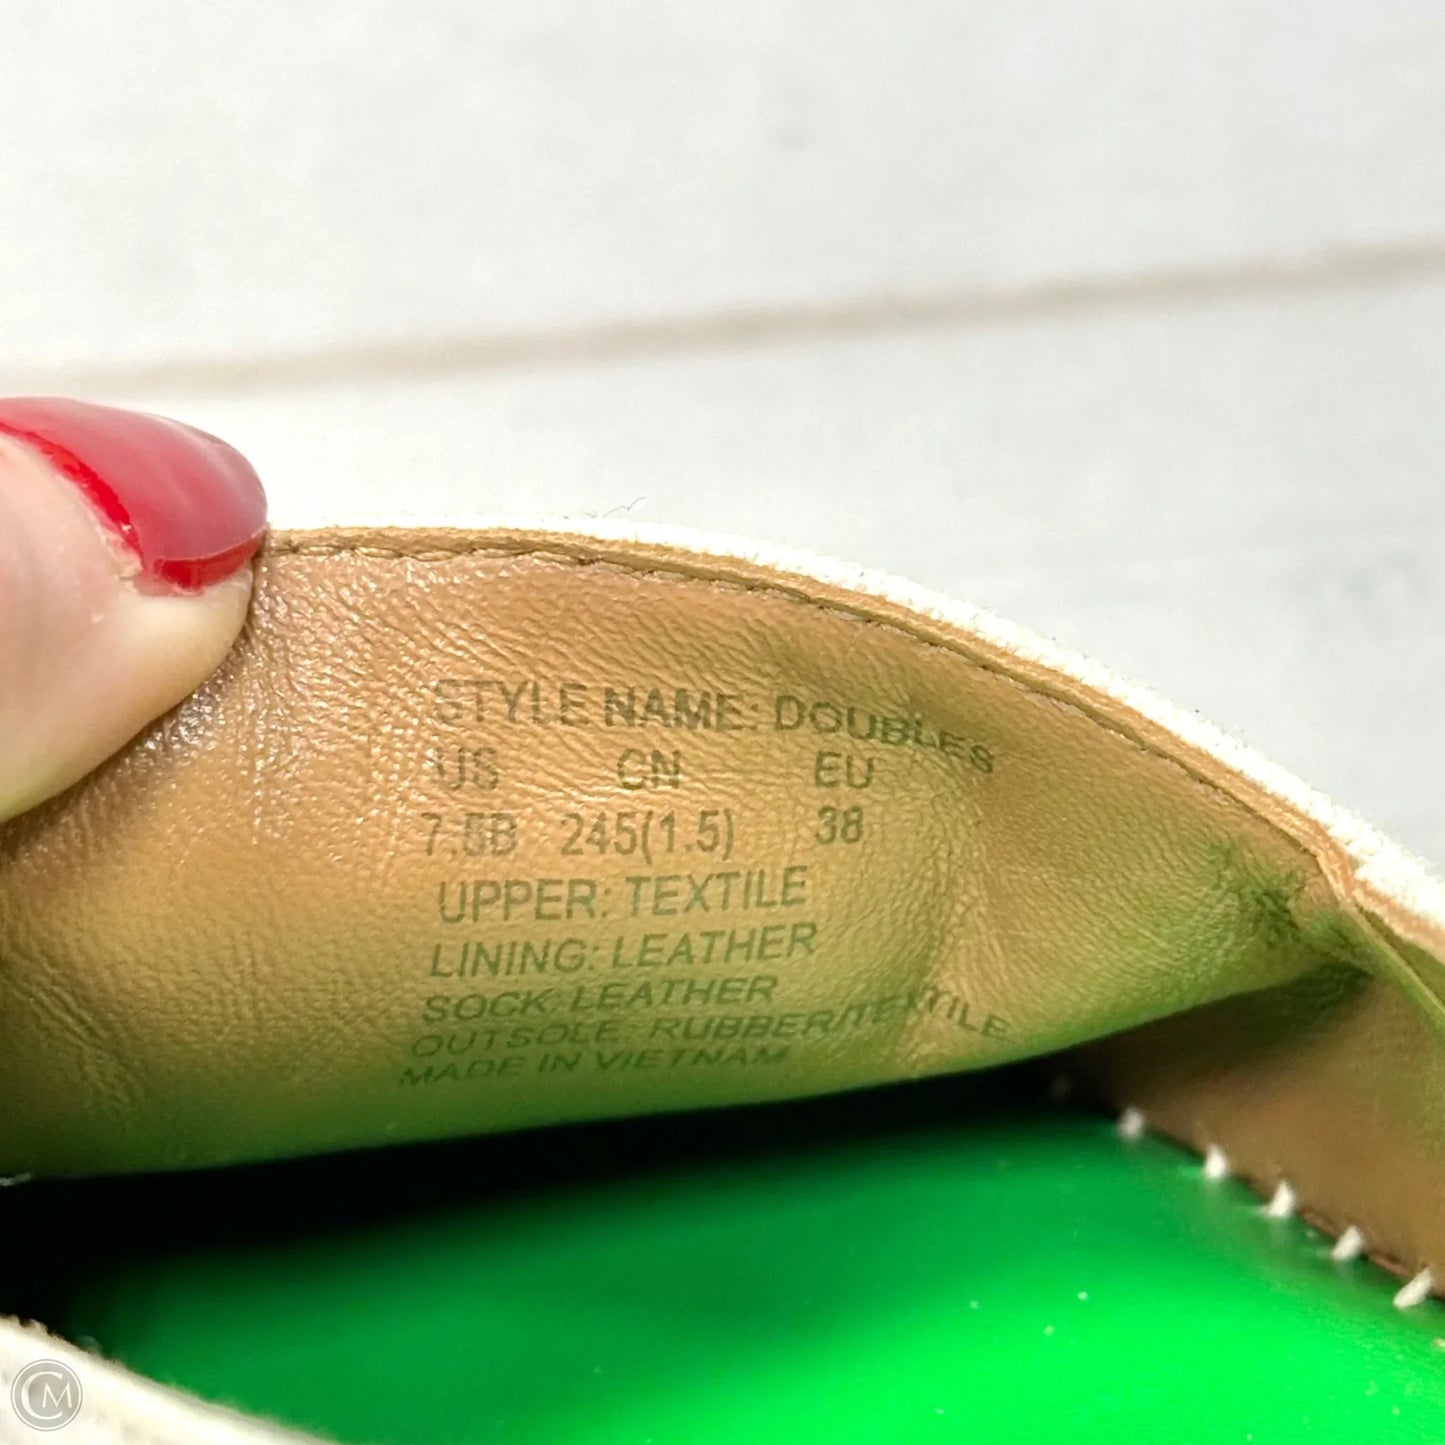 STYLE NAME: DOUBLES
US CN EU
7.5B 245(1.5) 38
UPPER: TEXTILE
LINING: LEATHER
SOCK: LEATHER
OUTSOLE: RUBBER/TEXTILE
MADE IN VIETNAM
CM